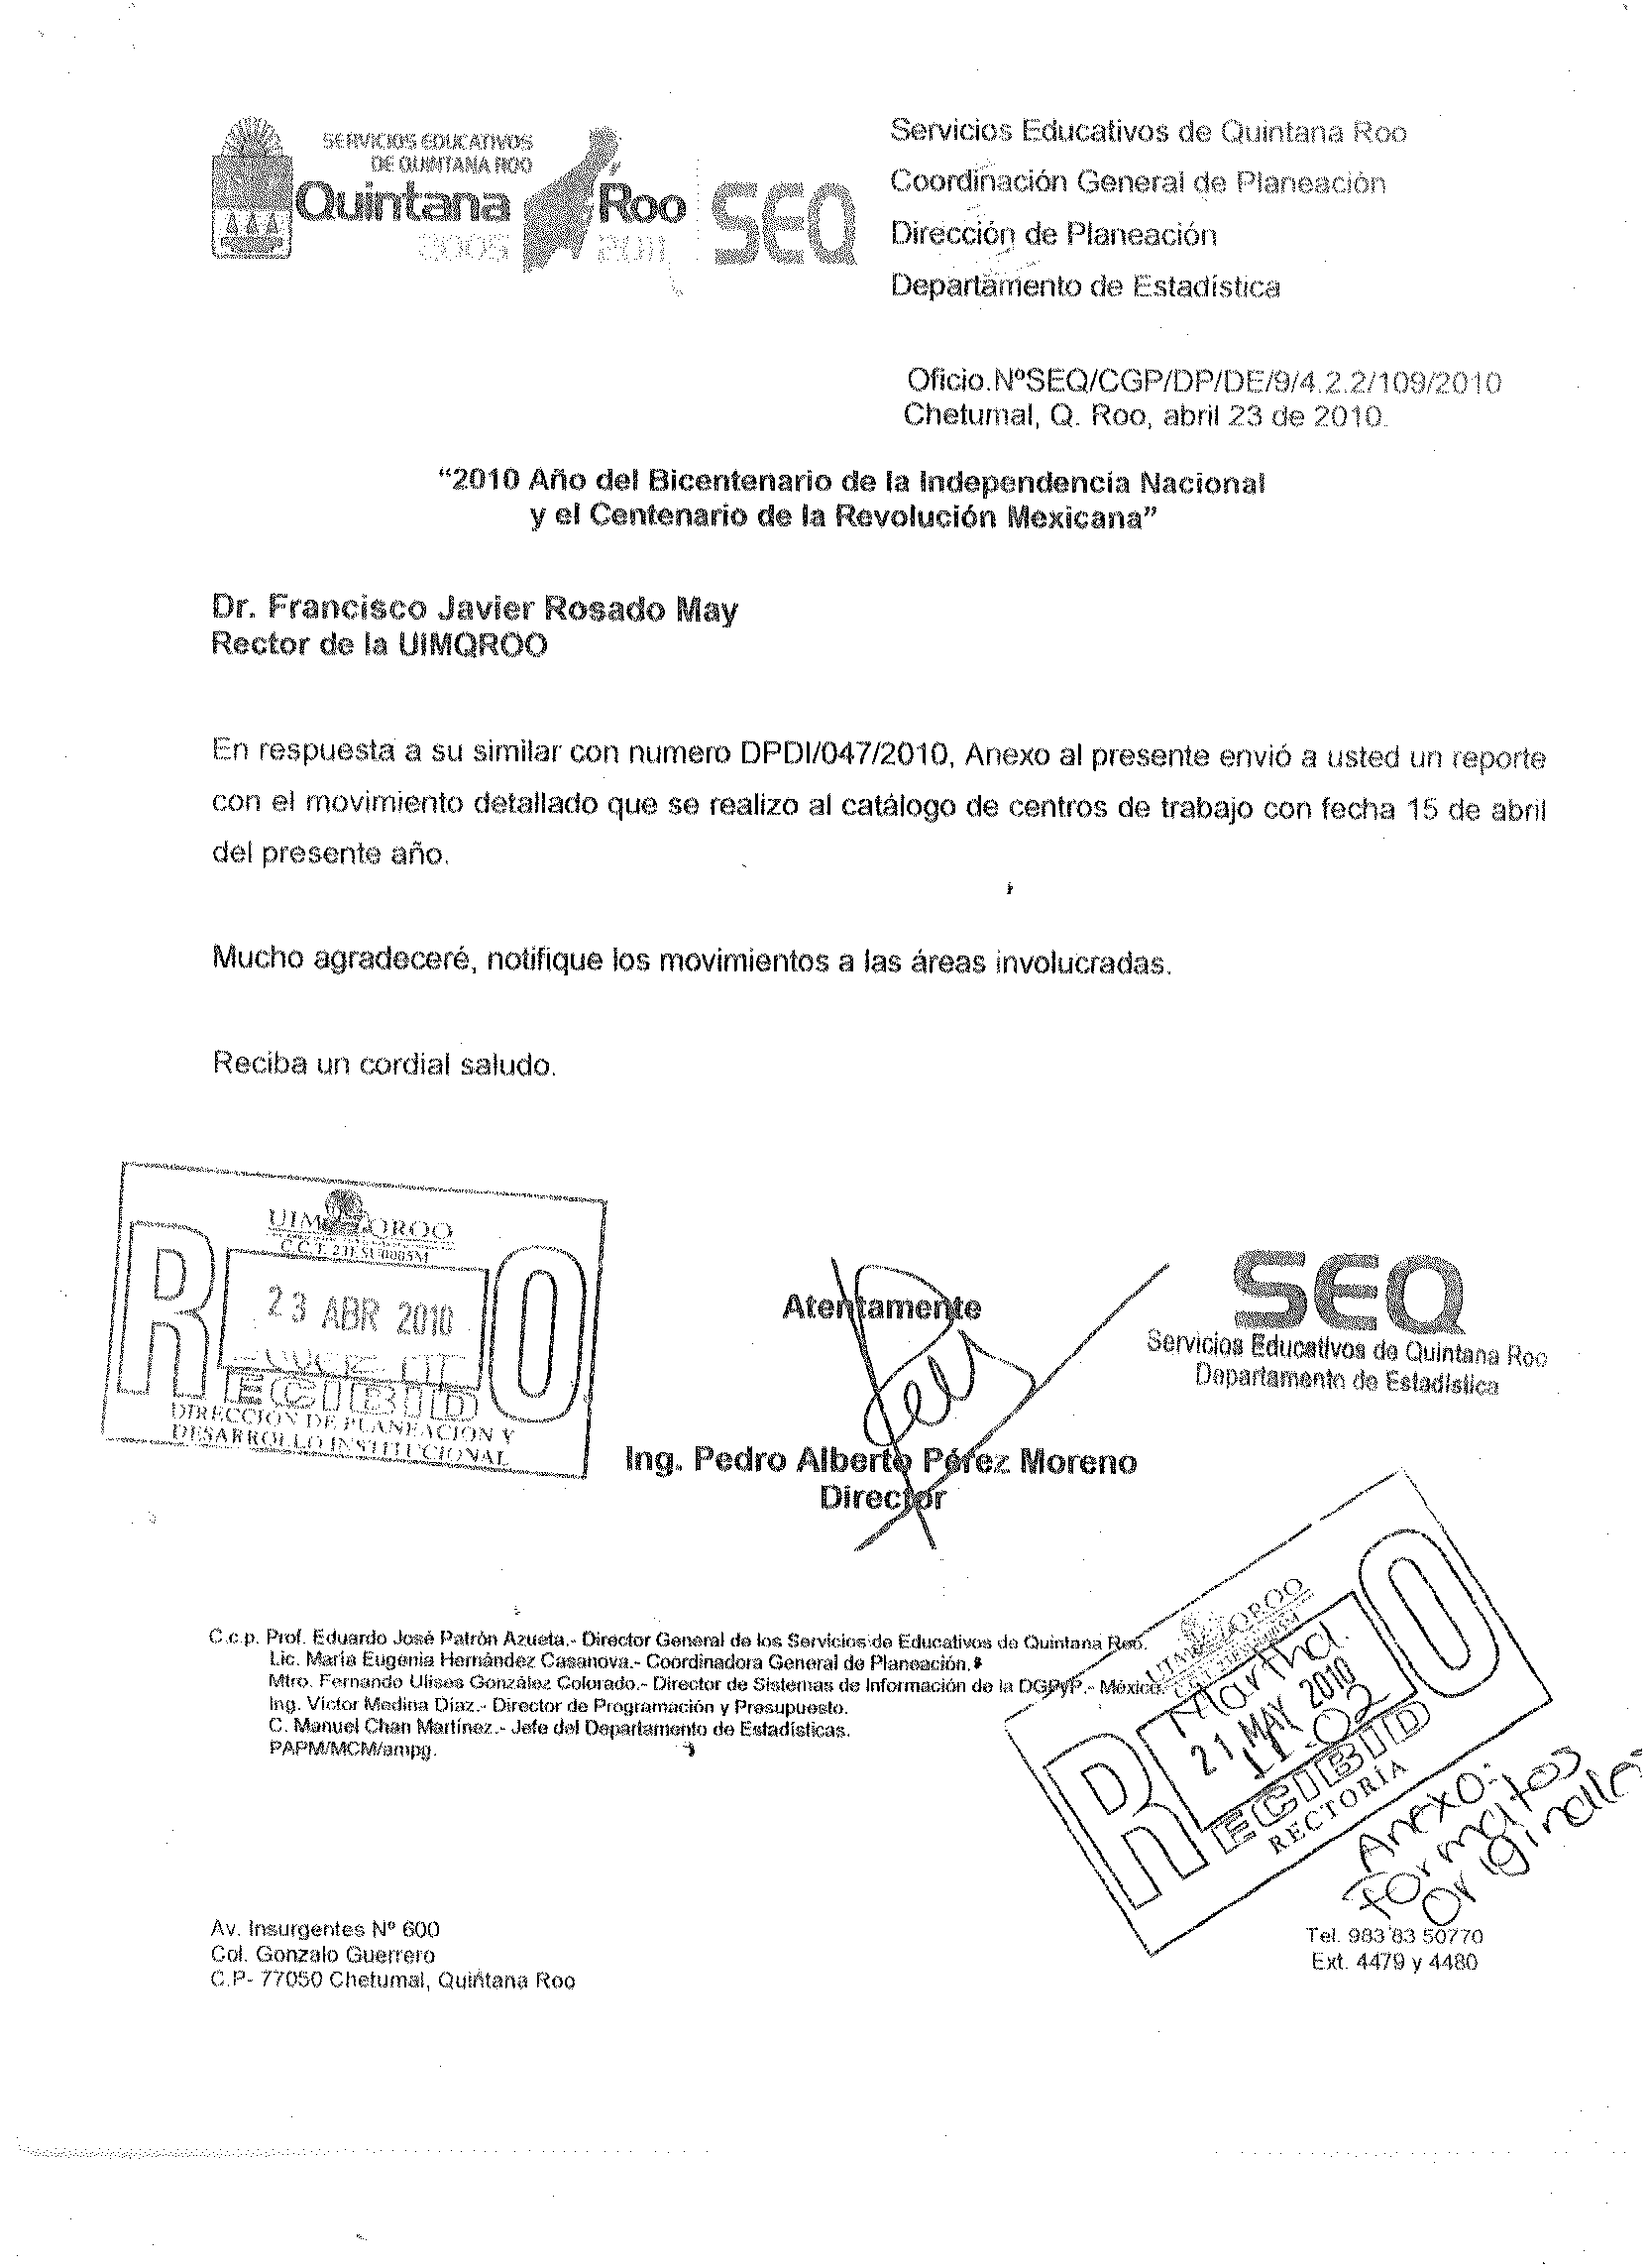 SERVICIOS EDUCATIVOS
DE QUINTANA ROO
Quintana Roo
2005 2011
SEQ
Servicios Educativos de Quintana Roo
Coordinación General de Planeación
Dirección de Planeación
Departamento de Estadística
Oficio.NºSEQ/CGP/DP/DE/9/4.2.2/109/2010
Chetumal, Q. Roo, abril 23 de 2010.
“2010 Año del Bicentenario de la Independencia Nacional
y el Centenario de la Revolución Mexicana”
Dr. Francisco Javier Rosado May
Rector de la UIMQROO
En respuesta a su similar con numero DPDI/047/2010, Anexo al presente envió a usted un reporte
con el movimiento detallado que se realizo al catálogo de centros de trabajo con fecha 15 de abril
del presente año.
Mucho agradeceré, notifique los movimientos a las áreas involucradas.
Reciba un cordial saludo.
UIMQROO
C.C.T. 23ESU0005M
23 ABR 2010
RECIBIDO
DIRECCIÓN DE PLANEACION Y
DESARROLLO INSTITUCIONAL
Atentamente
SEQ
Servicios Educativos de Quintana Roo
Departamento de Estadística
Ing. Pedro Alberto Pérez Moreno
Director
C.c.p. Prof. Eduardo José Patrón Azueta.- Director General de los Servicios de Educativos de Quintana Roo.
Lic. María Eugenia Hernández Casanova.- Coordinadora General de Planeación.
Mtro. Fernando Ulises González Colorado.- Director de Sistemas de Información de la DGPyP.- México.
Ing. Víctor Medina Díaz.- Director de Programación y Presupuesto.
C. Manuel Chan Martínez.- Jefe del Departamento de Estadísticas.
PAPM/MCM/ampg.
UIMQROO
Martha.
21 MAY 2010
11:02
RECIBIDO
RECTORÍA
Anexo:
Formatos
Originales
Av. Insurgentes Nº 600
Col. Gonzalo Guerrero
C.P- 77050 Chetumal, Quintana Roo
Tel. 983 83 50770
Ext. 4479 y 4480